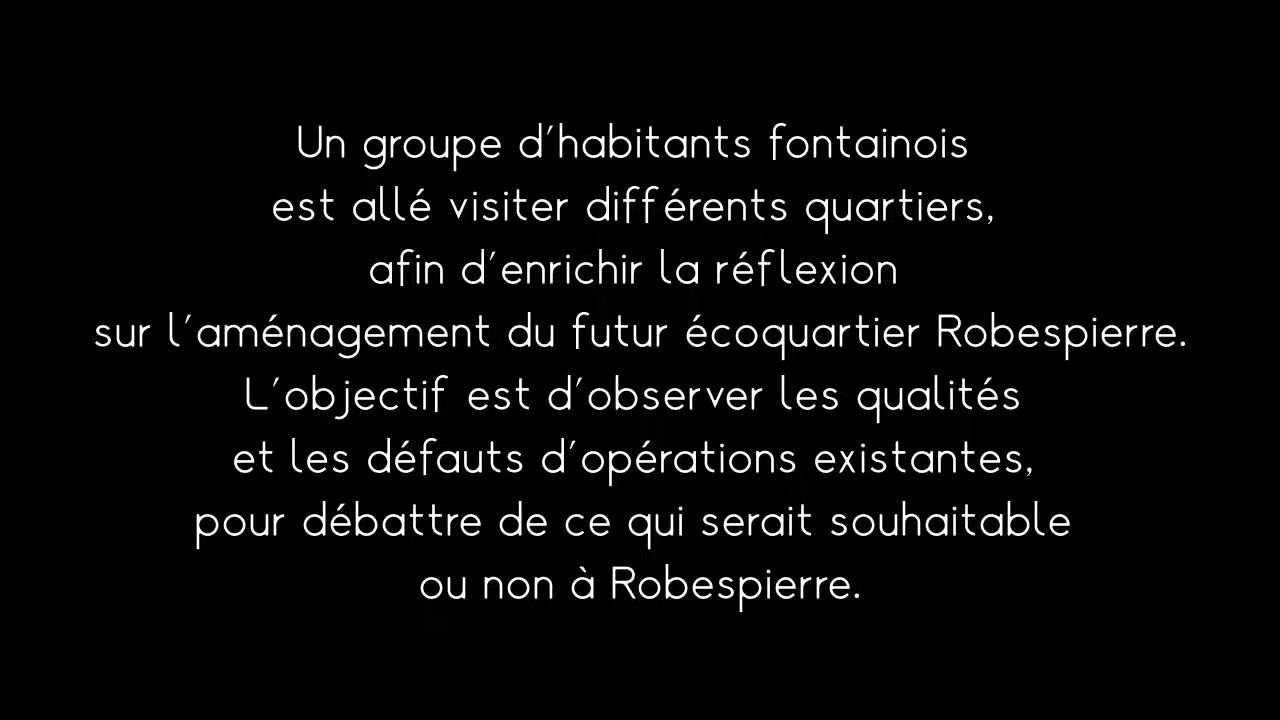 Un groupe d'habitants fontainois
est allé visiter différents quartiers,
afin d'enrichir la réflexion
sur l'aménagement du futur écoquartier Robespierre.
L'objectif est d'observer les qualités
et les défauts d'opérations existantes,
pour débattre de ce qui serait souhaitable
ou non à Robespierre.